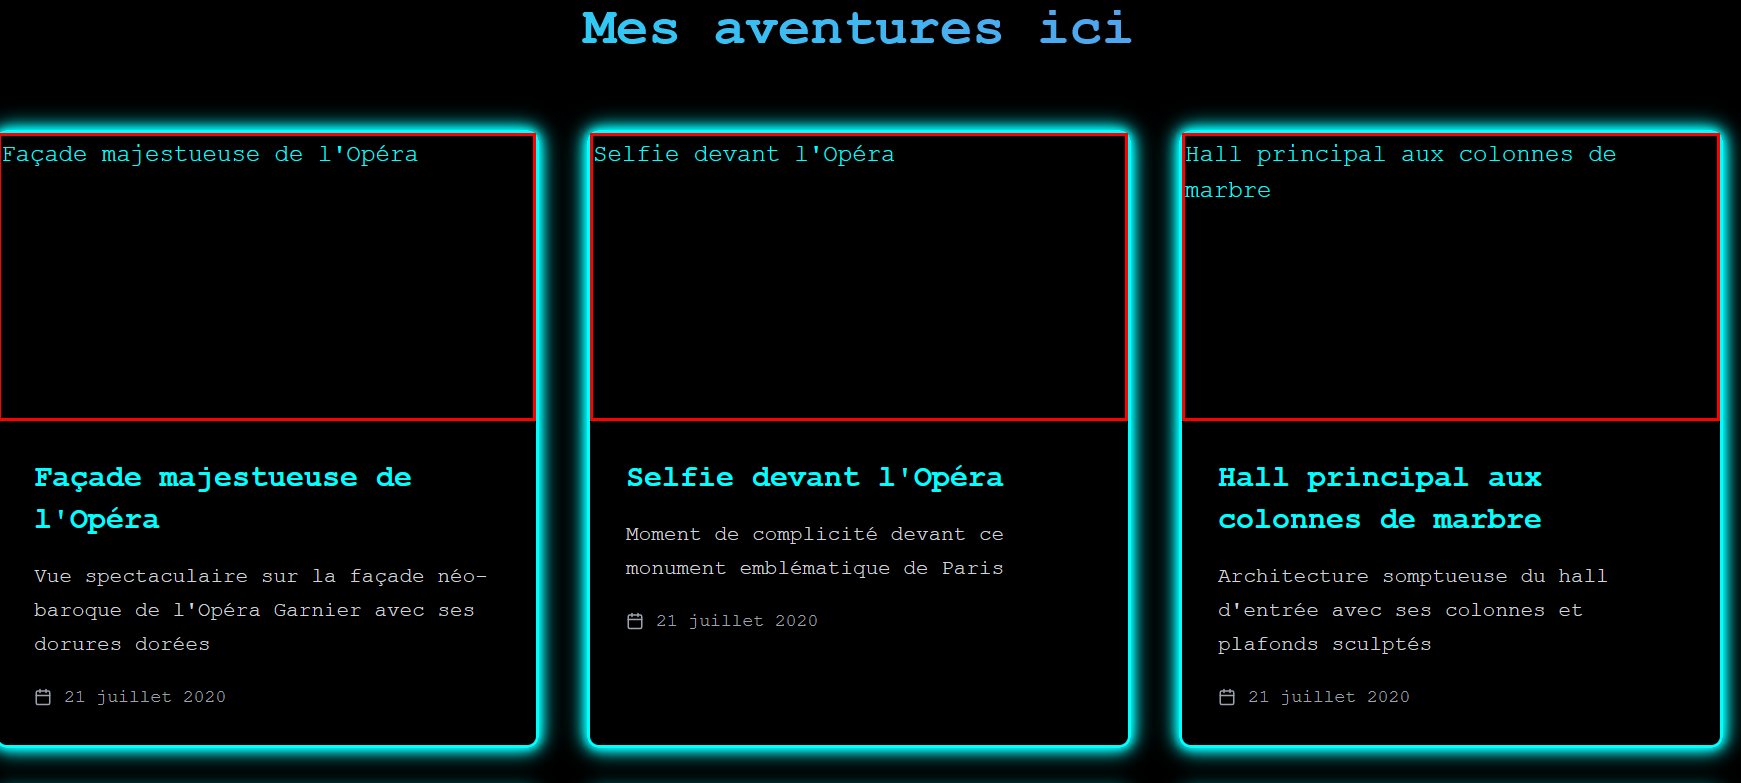 Mes aventures ici
Façade majestueuse de l'Opéra
Façade majestueuse de
l'Opéra
Vue spectaculaire sur la façade néo-
baroque de l'Opéra Garnier avec ses
dorures dorées
21 juillet 2020
Selfie devant l'Opéra
Selfie devant l'Opéra
Moment de complicité devant ce
monument emblématique de Paris
21 juillet 2020
Hall principal aux colonnes de
marbre
Hall principal aux
colonnes de marbre
Architecture somptueuse du hall
d'entrée avec ses colonnes et
plafonds sculptés
21 juillet 2020